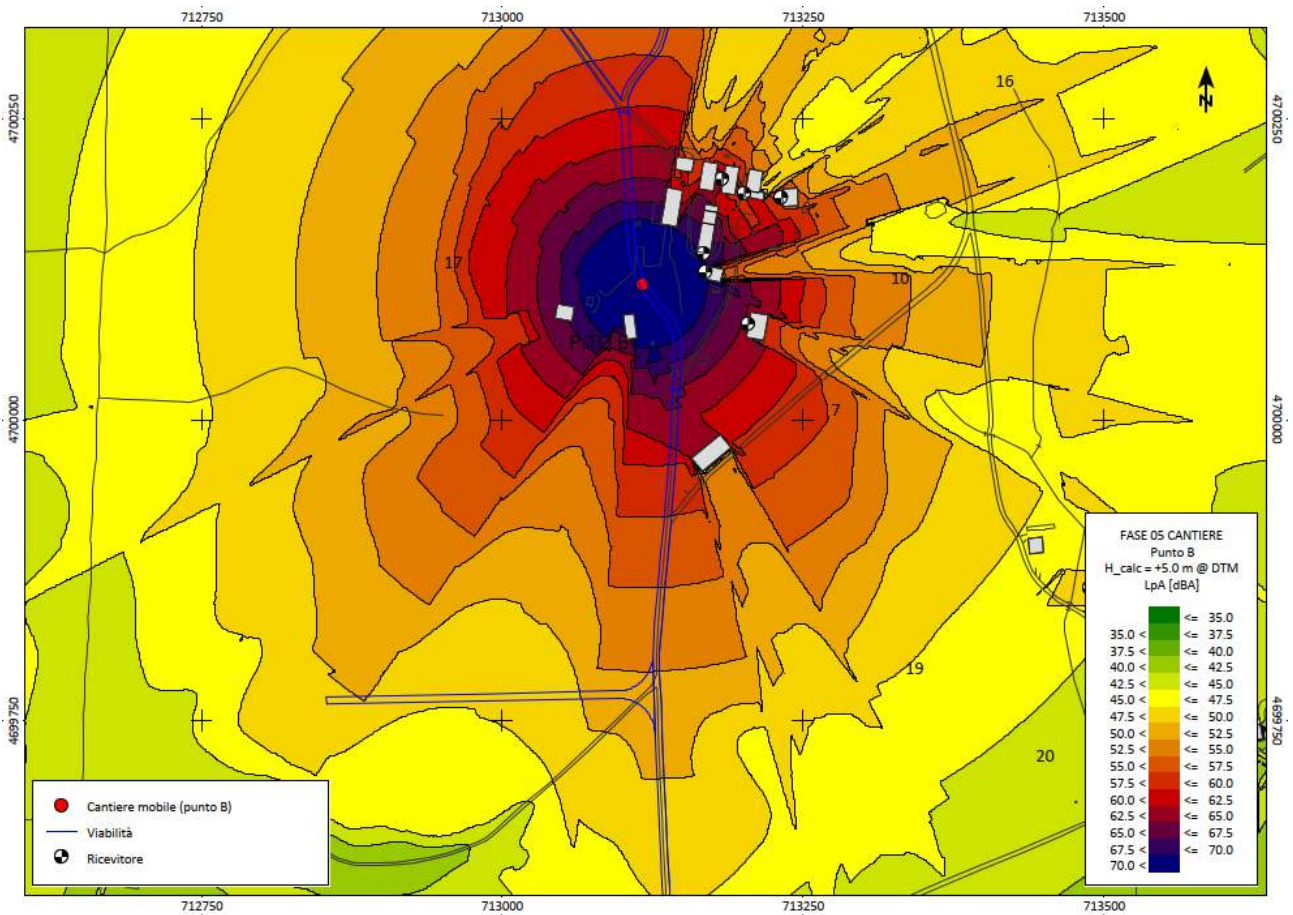 712750
713000
713250
713500
16
4700250
4700250
N
17
10
7
4700000
4700000
FASE 05 CANTIERE
Punto B
H_calc = +5.0 m @ DTM
LpA [dBA]
<= 35.0
35.0 < <= 37.5
37.5 < <= 40.0
40.0 < <= 42.5
42.5 < <= 45.0
45.0 < <= 47.5
47.5 < <= 50.0
50.0 < <= 52.5
52.5 < <= 55.0
55.0 < <= 57.5
57.5 < <= 60.0
60.0 < <= 62.5
62.5 < <= 65.0
65.0 < <= 67.5
67.5 < <= 70.0
70.0 <
19
4699750
4699750
20
Cantiere mobile (punto B)
Viabilità
Ricevitore
712750
713000
713250
713500